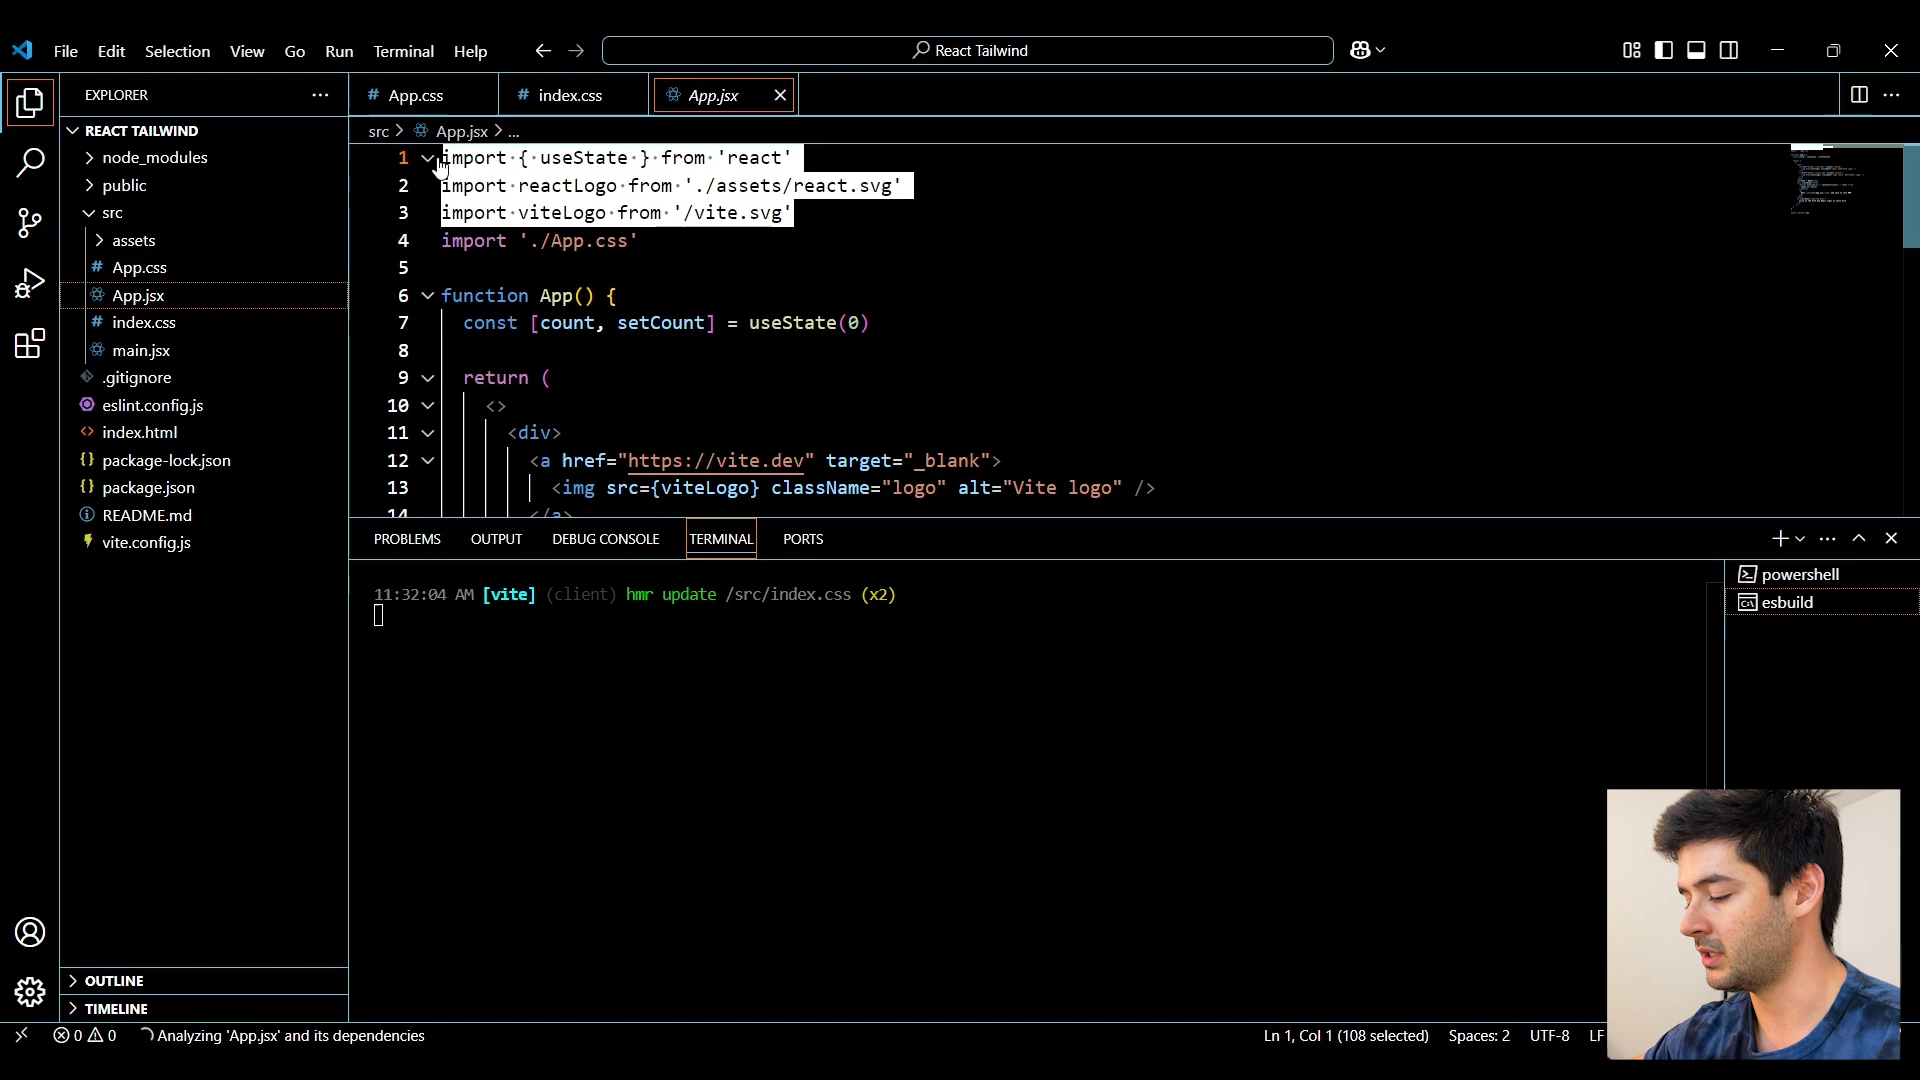 File Edit Selection View Go Run Terminal Help
React Tailwind
EXPLORER
App.css
index.css
App.jsx
src > App.jsx > ...
REACT TAILWIND
node_modules
public
src
assets
App.css
App.jsx
index.css
main.jsx
.gitignore
eslint.config.js
index.html
package-lock.json
package.json
README.md
vite.config.js
OUTLINE
TIMELINE
1 import { useState } from 'react'
2 import reactLogo from './assets/react.svg'
3 import viteLogo from '/vite.svg'
4 import './App.css'
5
6 function App() {
7 const [count, setCount] = useState(0)
8
9 return (
10 <>
11 <div>
12 <a href="https://vite.dev" target="_blank">
13 <img src={viteLogo} className="logo" alt="Vite logo" />
14 </a>
PROBLEMS OUTPUT DEBUG CONSOLE TERMINAL PORTS
11:32:04 AM [vite] (client) hmr update /src/index.css (x2)
powershell
esbuild
0 0 Analyzing 'App.jsx' and its dependencies
Ln 1, Col 1 (108 selected) Spaces: 2 UTF-8 LF